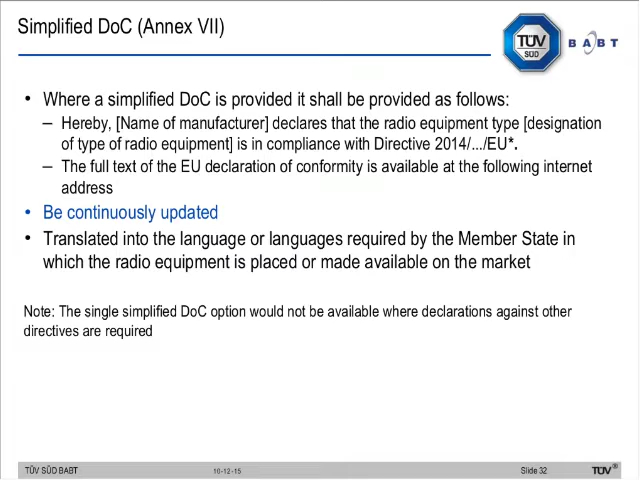 Simplified DoC (Annex VII)
TÜV
SÜD
BABT
• Where a simplified DoC is provided it shall be provided as follows:
– Hereby, [Name of manufacturer] declares that the radio equipment type [designation
of type of radio equipment] is in compliance with Directive 2014/.../EU*.
– The full text of the EU declaration of conformity is available at the following internet
address
• Be continuously updated
• Translated into the language or languages required by the Member State in
which the radio equipment is placed or made available on the market
Note: The single simplified DoC option would not be available where declarations against other
directives are required
TÜV SÜD BABT 10-12-15 Slide 32 TÜV®